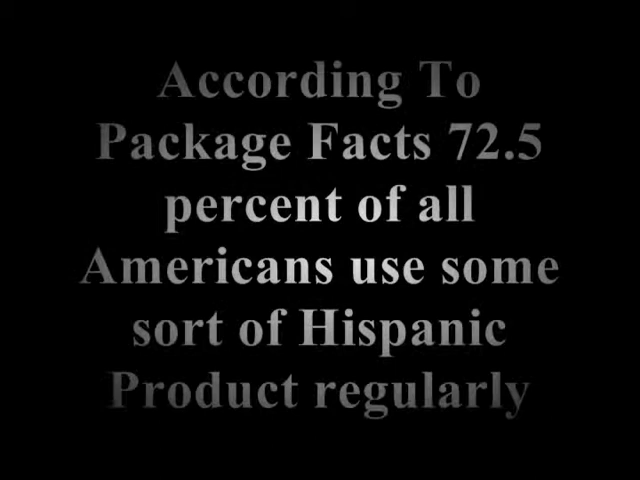 According To
Package Facts 72.5
percent of all
Americans use some
sort of Hispanic
Product regularly